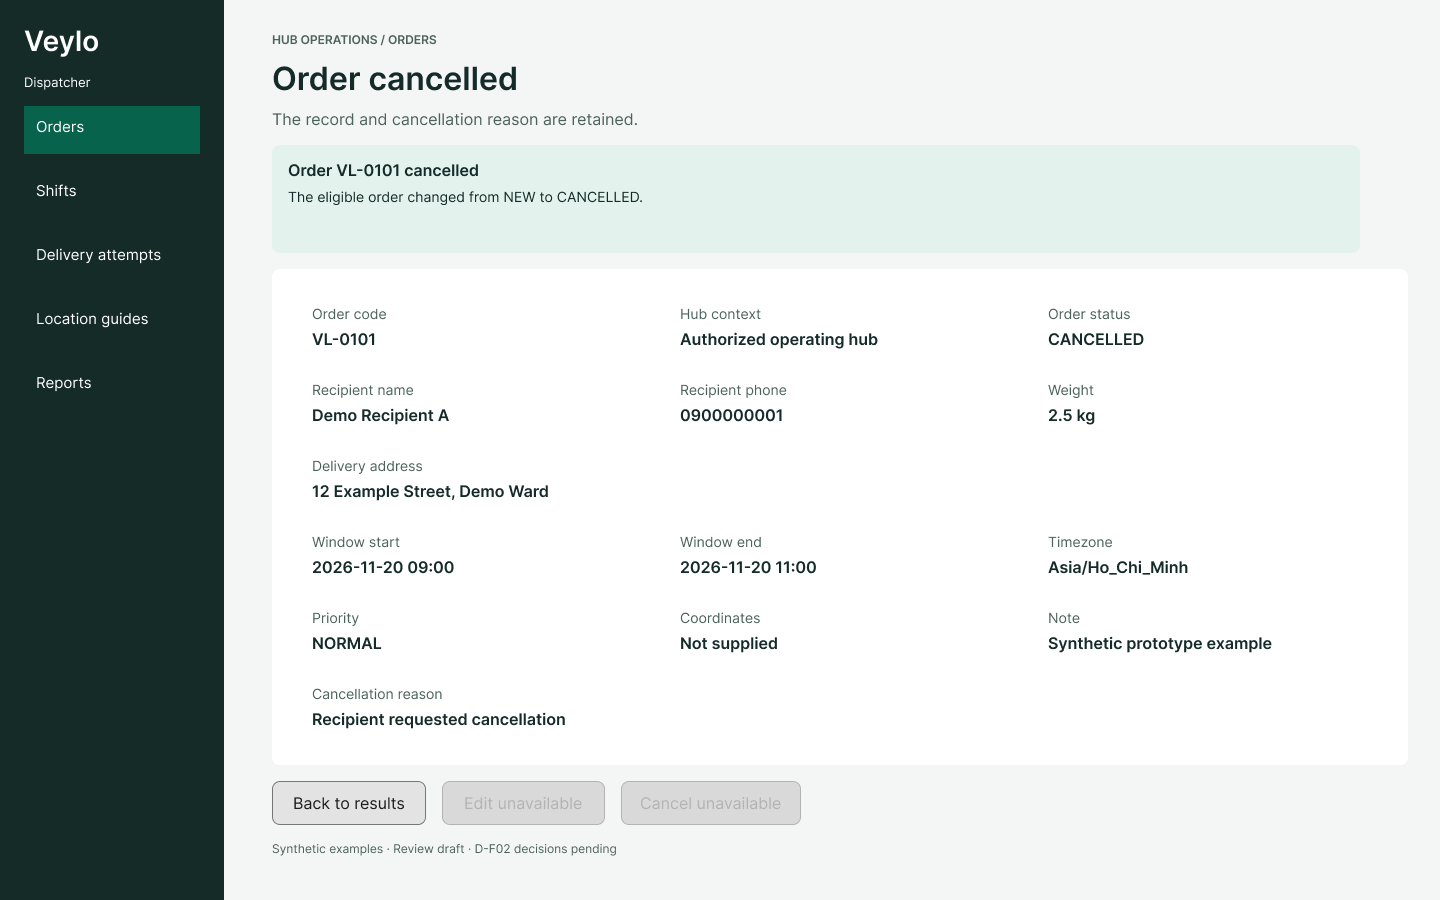 Veylo
Dispatcher
Orders
Shifts
Delivery attempts
Location guides
Reports
HUB OPERATIONS / ORDERS
Order cancelled
The record and cancellation reason are retained.
Order VL-0101 cancelled
The eligible order changed from NEW to CANCELLED.
Order code
VL-0101
Hub context
Authorized operating hub
Order status
CANCELLED
Recipient name
Demo Recipient A
Recipient phone
0900000001
Weight
2.5 kg
Delivery address
12 Example Street, Demo Ward
Window start
2026-11-20 09:00
Window end
2026-11-20 11:00
Timezone
Asia/Ho_Chi_Minh
Priority
NORMAL
Coordinates
Not supplied
Note
Synthetic prototype example
Cancellation reason
Recipient requested cancellation
Back to results
Edit unavailable
Cancel unavailable
Synthetic examples · Review draft · D-F02 decisions pending